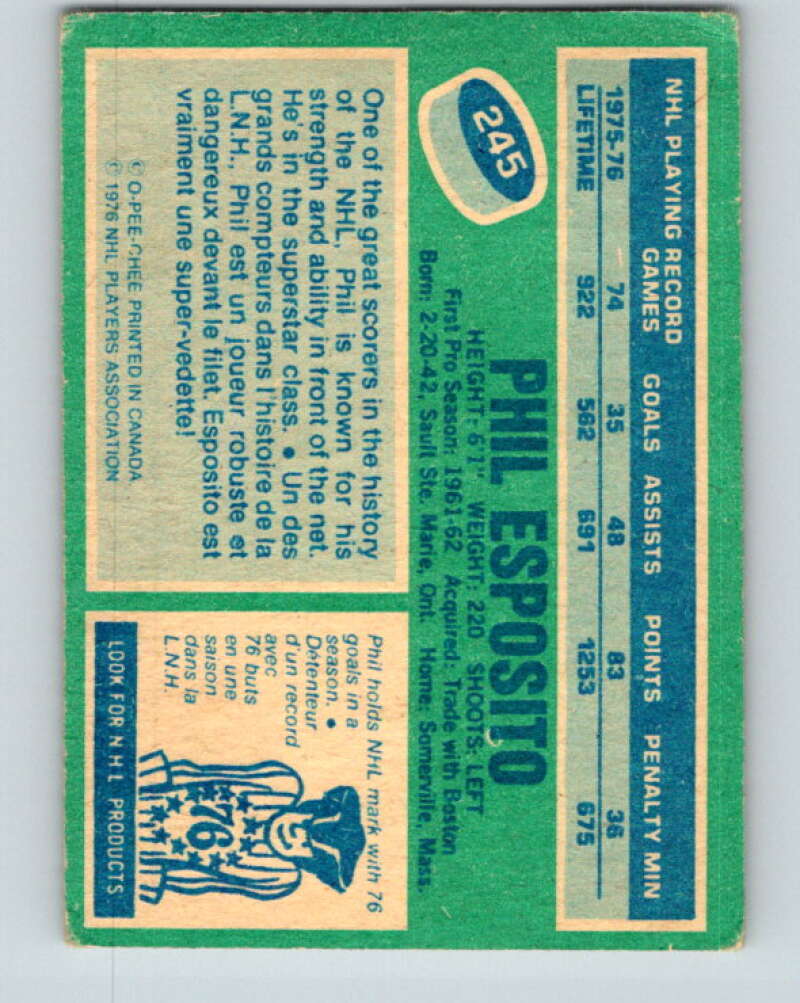 NHL PLAYING RECORD
GAMES GOALS ASSISTS POINTS PENALTY MIN
1975-76 74 35 48 83 36
LIFETIME 922 562 691 1253 675
245
PHIL ESPOSITO
HEIGHT: 6'1" WEIGHT: 220 SHOOTS: LEFT
First Pro Season: 1961-62 Acquired: Trade with Boston
Born: 2-20-42, Sault Ste. Marie, Ont. Home: Somerville, Mass.
One of the great scorers in the history
of the NHL, Phil is known for his
strength and ability in front of the net.
He's in the superstar class. • Un des
grands compteurs dans l'histoire de la
L.N.H., Phil est un joueur robuste et
dangereux devant le filet. Esposito est
vraiment une super-vedette!
© O-PEE-CHEE PRINTED IN CANADA
© 1976 NHL PLAYERS ASSOCIATION
Phil holds NHL mark with 76
goals in a
season. •
Détenteur
d'un record
avec
76 buts
en une
saison
dans la
L.N.H.
76
LOOK FOR NHL PRODUCTS